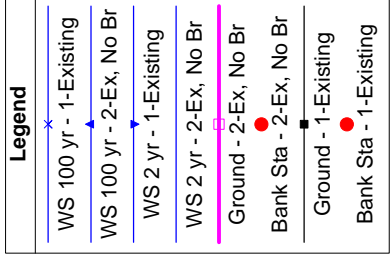 Legend
WS 100 yr - 1-Existing
WS 100 yr - 2-Ex, No Br
WS 2 yr - 1-Existing
WS 2 yr - 2-Ex, No Br
Ground - 2-Ex, No Br
Bank Sta - 2-Ex, No Br
Ground - 1-Existing
Bank Sta - 1-Existing